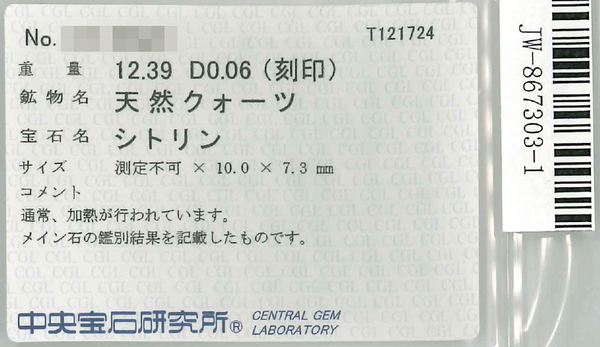 No.
T121724
重量 12.39 D0.06 (刻印)
鉱物名 天然クォーツ
宝石名 シトリン
サイズ 測定不可 × 10.0 × 7.3 mm
コメント
通常、加熱が行われています。
メイン石の鑑別結果を記載したものです。
中央宝石研究所® CENTRAL GEM
LABORATORY
JW-867303-1